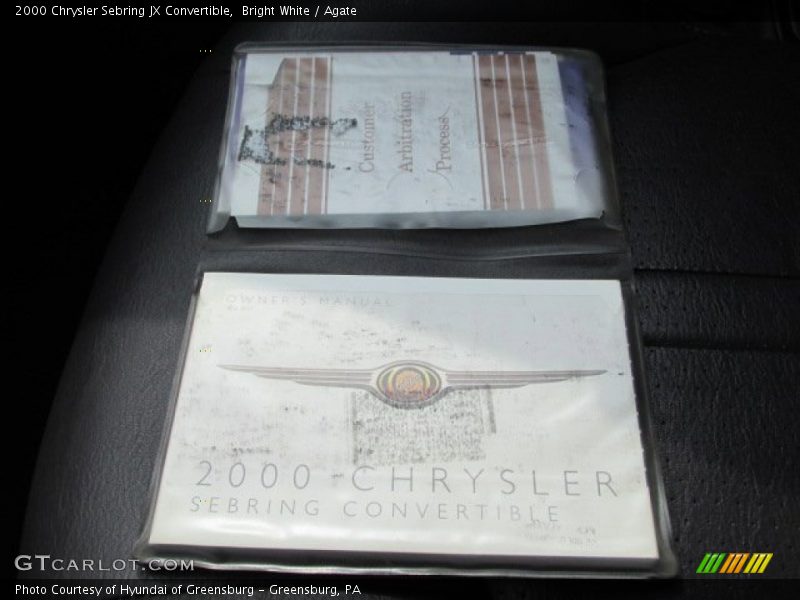 2000 Chrysler Sebring JX Convertible, Bright White / Agate
Customer
Arbitration
Process
OWNER'S MANUAL
2000 CHRYSLER
SEBRING CONVERTIBLE
GTCARLOT.COM
Photo Courtesy of Hyundai of Greensburg – Greensburg, PA